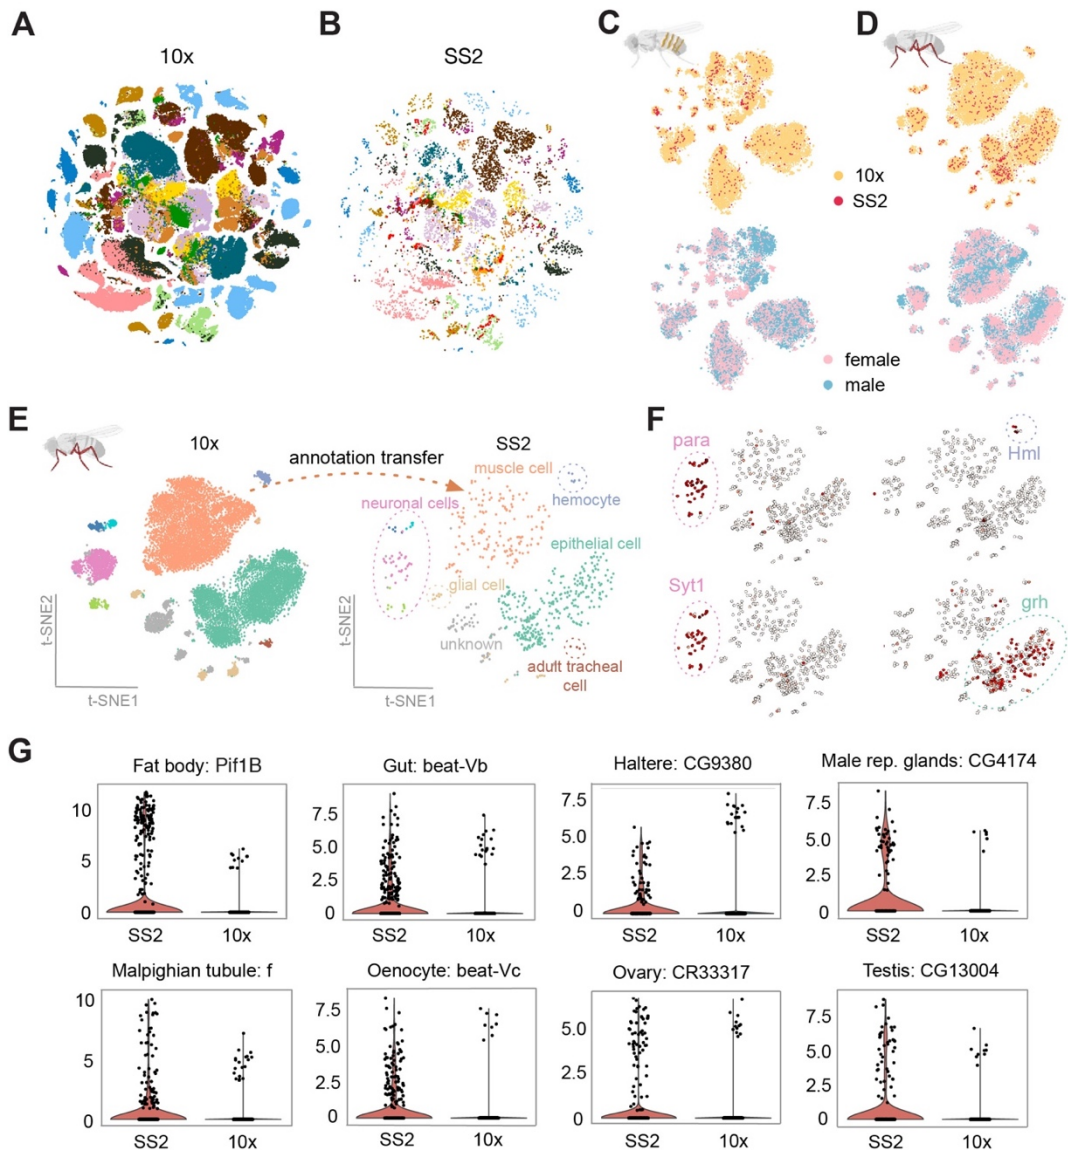 A
10x
B
SS2
C
D
10x
SS2
female
male
E
10x
annotation transfer
SS2
muscle cell
hemocyte
neuronal cells
epithelial cell
glial cell
unknown
adult tracheal
cell
t-SNE2
t-SNE1
t-SNE2
t-SNE1
F
para
Hml
Syt1
grh
G
Fat body: Pif1B
10
5
0
SS2 10x
Gut: beat-Vb
7.5
5.0
2.5
0
SS2 10x
Haltere: CG9380
7.5
5.0
2.5
0
SS2 10x
Male rep. glands: CG4174
7.5
5.0
2.5
0
SS2 10x
Malpighian tubule: f
10
5
0
SS2 10x
Oenocyte: beat-Vc
7.5
5.0
2.5
0
SS2 10x
Ovary: CR33317
5.0
2.5
0
SS2 10x
Testis: CG13004
7.5
5.0
2.5
0
SS2 10x